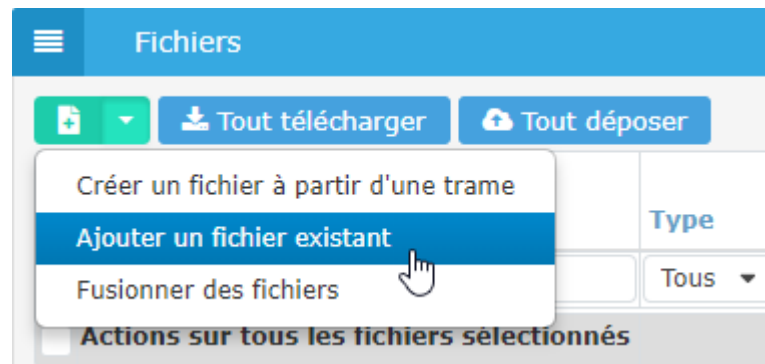 Fichiers
Tout télécharger
Tout déposer
Créer un fichier à partir d'une trame
Ajouter un fichier existant
Fusionner des fichiers
Type
Tous
Actions sur tous les fichiers sélectionnés